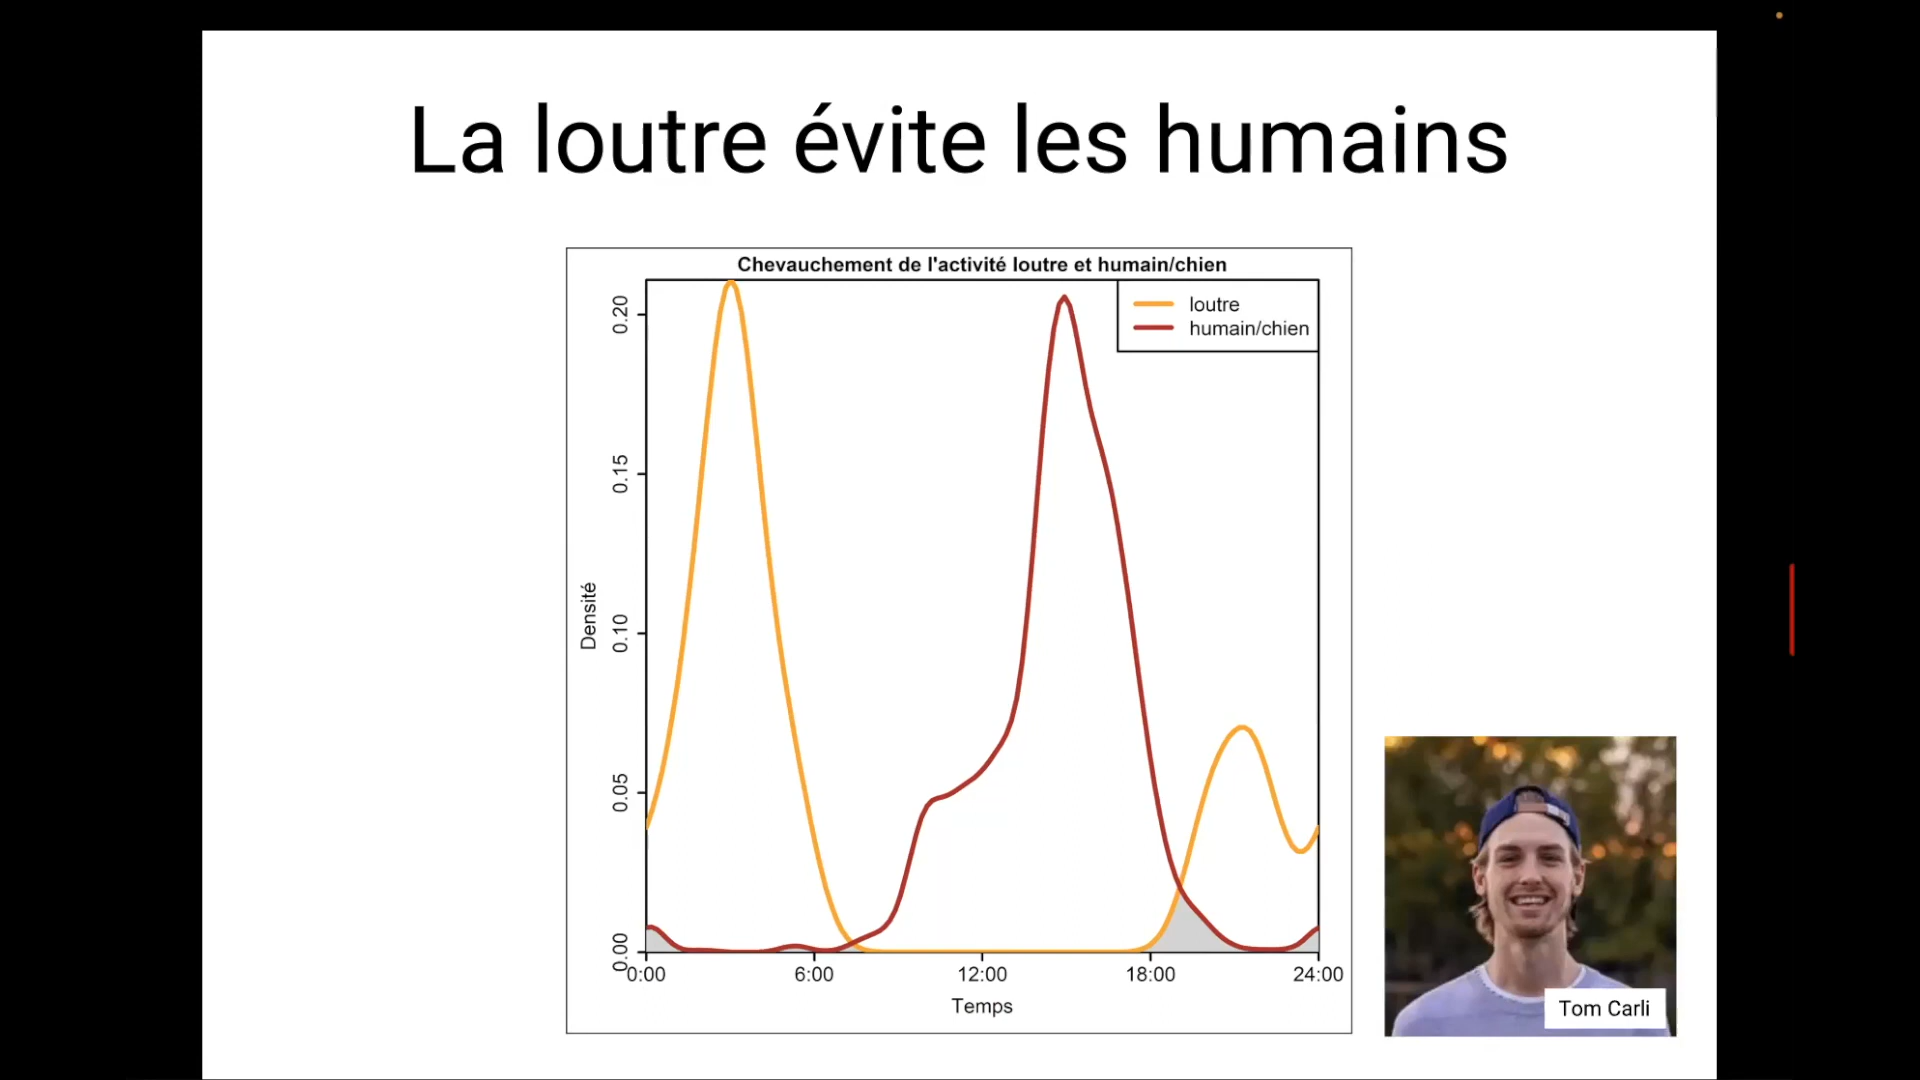 La loutre évite les humains
Chevauchement de l'activité loutre et humain/chien
loutre
humain/chien
Densité
0.20
0.15
0.10
0.05
0.00
0:00 6:00 12:00 18:00 24:00
Temps
Tom Carli